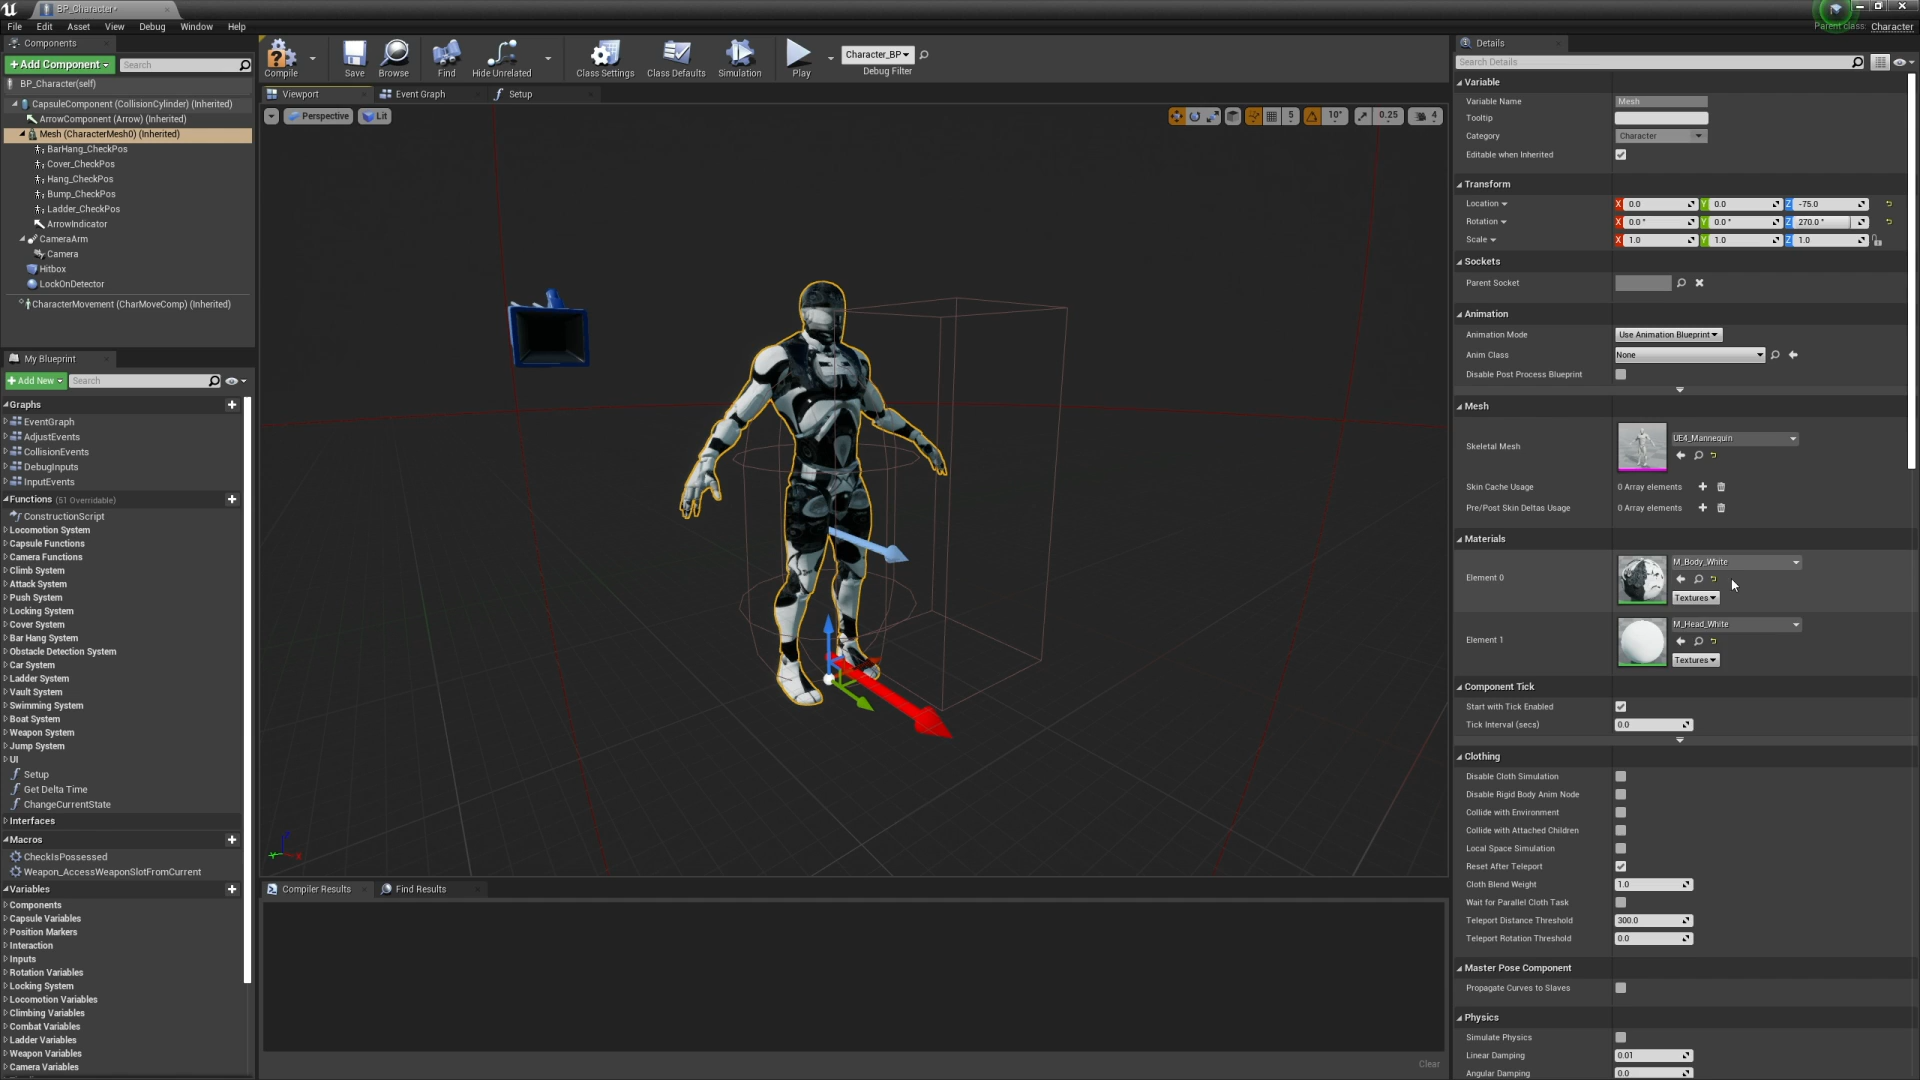 BP_Character*
File Edit Asset View Debug Window Help
Parent class: Character
Components
+Add Component Search
BP_Character(self)
CapsuleComponent (CollisionCylinder) (Inherited)
ArrowComponent (Arrow) (Inherited)
Mesh (CharacterMesh0) (Inherited)
BarHang_CheckPos
Cover_CheckPos
Hang_CheckPos
Bump_CheckPos
Ladder_CheckPos
ArrowIndicator
CameraArm
Camera
Hitbox
LockOnDetector
CharacterMovement (CharMoveComp) (Inherited)
My Blueprint
+Add New Search
Graphs
EventGraph
AdjustEvents
CollisionEvents
DebugInputs
InputEvents
Functions (51 Overridable)
ConstructionScript
Locomotion System
Capsule Functions
Camera Functions
Climb System
Attack System
Push System
Locking System
Cover System
Bar Hang System
Obstacle Detection System
Car System
Ladder System
Vault System
Swimming System
Boat System
Weapon System
Jump System
UI
Setup
Get Delta Time
ChangeCurrentState
Interfaces
Macros
CheckIsPossessed
Weapon_AccessWeaponSlotFromCurrent
Variables
Components
Capsule Variables
Position Markers
Interaction
Inputs
Rotation Variables
Locking System
Locomotion Variables
Climbing Variables
Combat Variables
Ladder Variables
Weapon Variables
Camera Variables
Compile Save Browse Find Hide Unrelated Class Settings Class Defaults Simulation Play
Character_BP
Debug Filter
Viewport Event Graph Setup
Perspective Lit 5 10° 0.25 4
Compiler Results Find Results
Clear
Details
Search Details
Variable
Variable Name Mesh
Tooltip
Category Character
Editable when Inherited
Transform
Location X 0.0 Y 0.0 Z -75.0
Rotation X 0.0° Y 0.0° Z 270.0°
Scale X 1.0 Y 1.0 Z 1.0
Sockets
Parent Socket
Animation
Animation Mode Use Animation Blueprint
Anim Class None
Disable Post Process Blueprint
Mesh
Skeletal Mesh UE4_Mannequin
Skin Cache Usage 0 Array elements
Pre/Post Skin Deltas Usage 0 Array elements
Materials
Element 0 M_Body_White
Textures
Element 1 M_Head_White
Textures
Component Tick
Start with Tick Enabled
Tick Interval (secs) 0.0
Clothing
Disable Cloth Simulation
Disable Rigid Body Anim Node
Collide with Environment
Collide with Attached Children
Local Space Simulation
Reset After Teleport
Cloth Blend Weight 1.0
Wait for Parallel Cloth Task
Teleport Distance Threshold 300.0
Teleport Rotation Threshold 0.0
Master Pose Component
Propagate Curves to Slaves
Physics
Simulate Physics
Linear Damping 0.01
Angular Damping 0.0